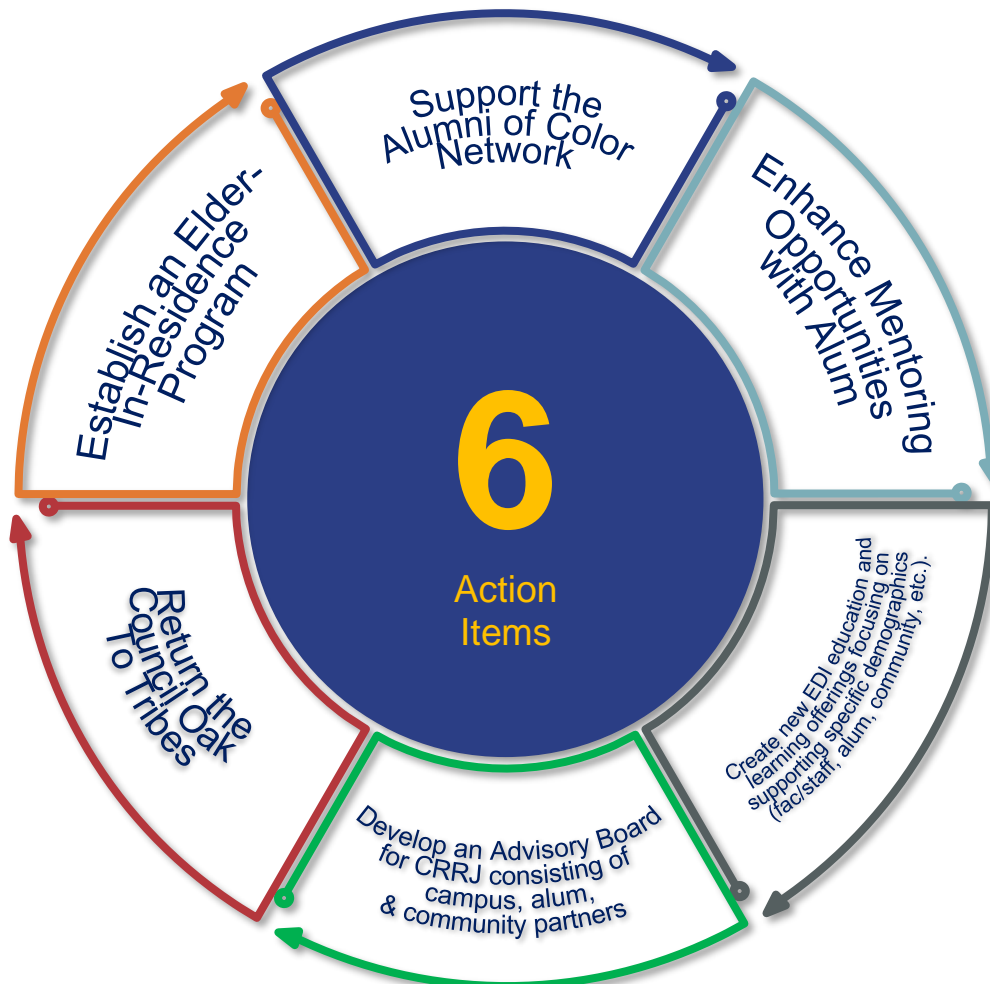 Support the
Alumni of Color
Network
Enhance Mentoring
Opportunities
with Alum
Create new EDI education and
learning offerings focusing on
supporting specific demographics
(fac/staff, alum, community, etc.).
Develop an Advisory Board
for CRRJ consisting of
campus, alum,
& community partners
Return the
Council Oak
To Tribes
Establish an Elder-
In-Residence
Program
6
Action
Items